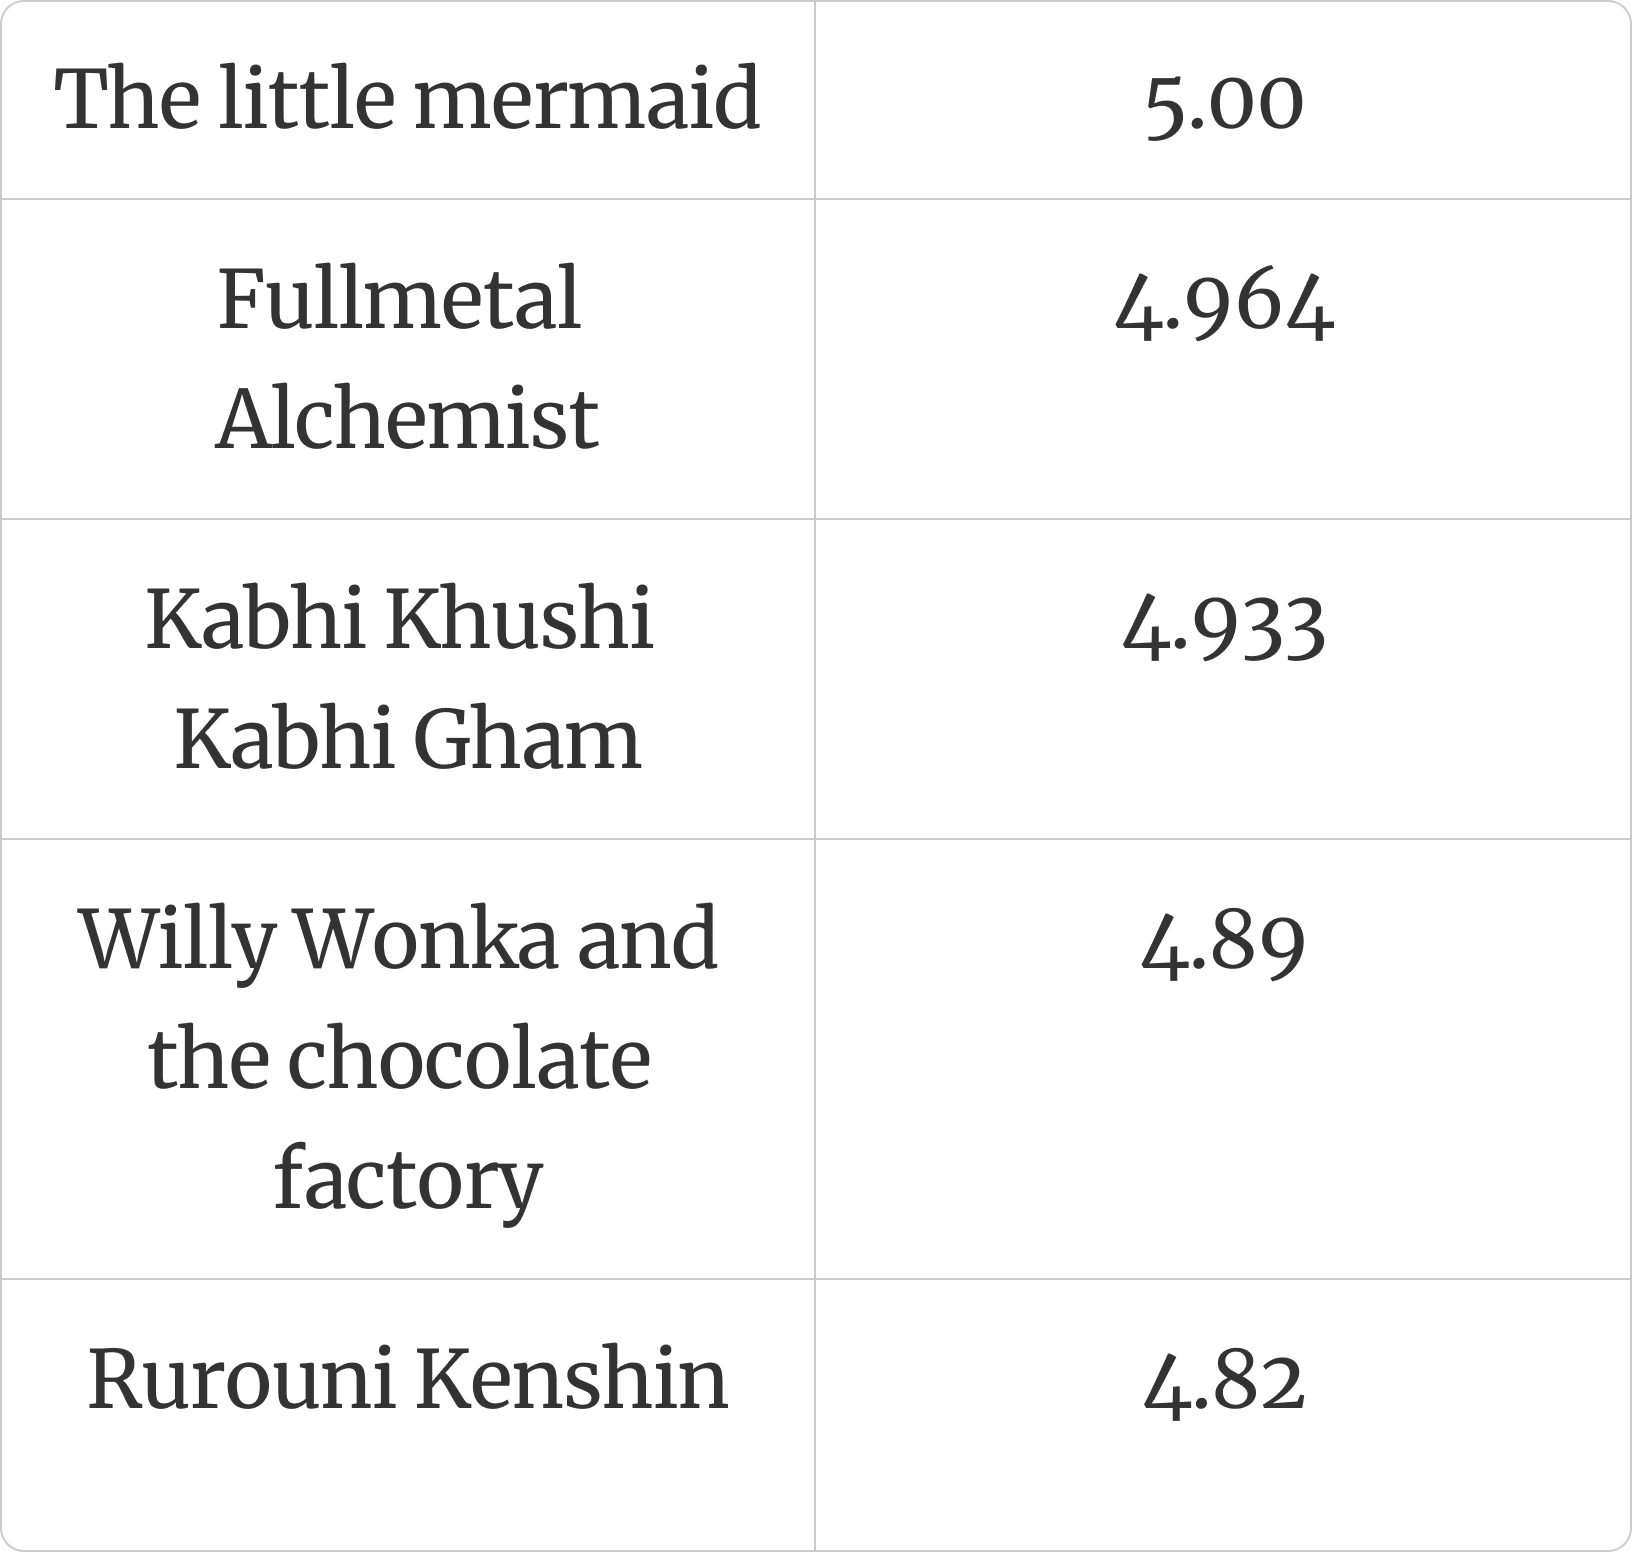 The little mermaid 5.00
Fullmetal 4.964
Alchemist
Kabhi Khushi 4.933
Kabhi Gham
Willy Wonka and 4.89
the chocolate
factory
Rurouni Kenshin 4.82